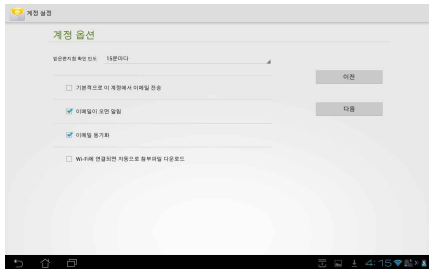 계정 설정
계정 옵션
받은편지함 확인 빈도 15분마다
기본적으로 이 계정에서 이메일 전송
이메일이 오면 알림
이메일 동기화
Wi-Fi에 연결되면 자동으로 첨부파일 다운로드
이전
다음
4:15